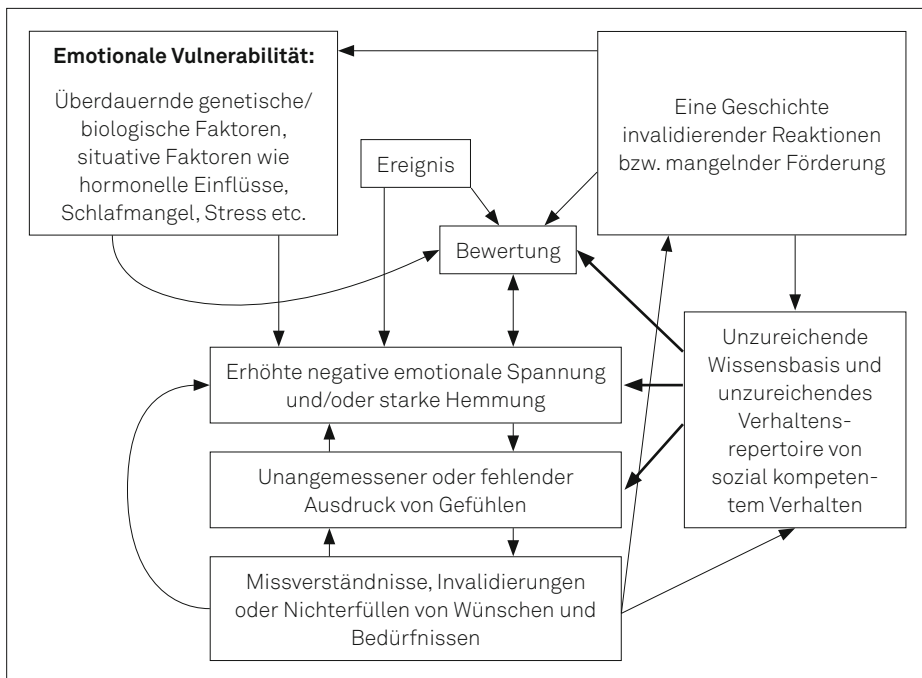 Emotionale Vulnerabilität:
Überdauernde genetische/
biologische Faktoren,
situative Faktoren wie
hormonelle Einflüsse,
Schlafmangel, Stress etc.
Ereignis
Eine Geschichte
invalidierender Reaktionen
bzw. mangelnder Förderung
Bewertung
Erhöhte negative emotionale Spannung
und/oder starke Hemmung
Unzureichende
Wissensbasis und
unzureichendes
Verhaltens-
repertoire von
sozial kompeten-
tem Verhalten
Unangemessener oder fehlender
Ausdruck von Gefühlen
Missverständnisse, Invalidierungen
oder Nichterfüllen von Wünschen und
Bedürfnissen